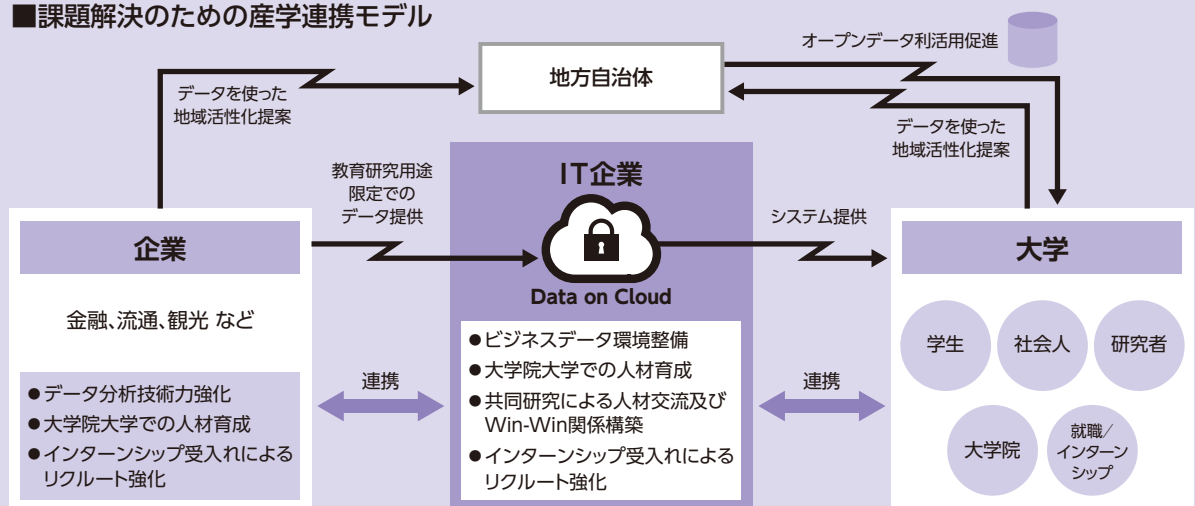 ■課題解決のための産学連携モデル
オープンデータ利活用促進
地方自治体
データを使った
地域活性化提案
データを使った
地域活性化提案
教育研究用途
限定での
データ提供
IT企業
システム提供
企業
大学
Data on Cloud
金融、流通、観光 など
●データ分析技術力強化
●大学院大学での人材育成
●インターンシップ受入れによる
リクルート強化
連携
●ビジネスデータ環境整備
●大学院大学での人材育成
●共同研究による人材交流及び
Win-Win関係構築
●インターンシップ受入れによる
リクルート強化
連携
学生
社会人
研究者
大学院
就職/
インターン
シップ